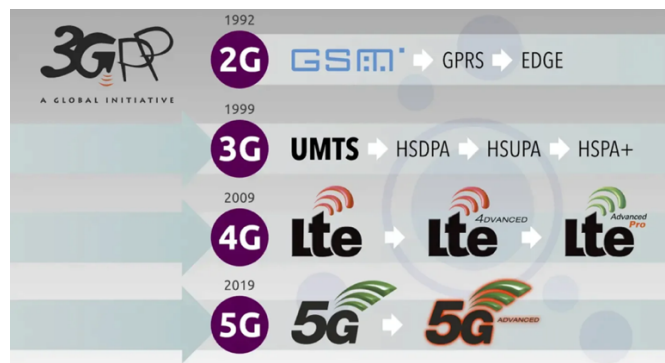 3GPP
A GLOBAL INITIATIVE
1992
2G GSM GPRS EDGE
1999
3G UMTS HSDPA HSUPA HSPA+
2009
4G Lte Lte 4DVANCED Lte Advanced Pro
2019
5G 5G 5G ADVANCED